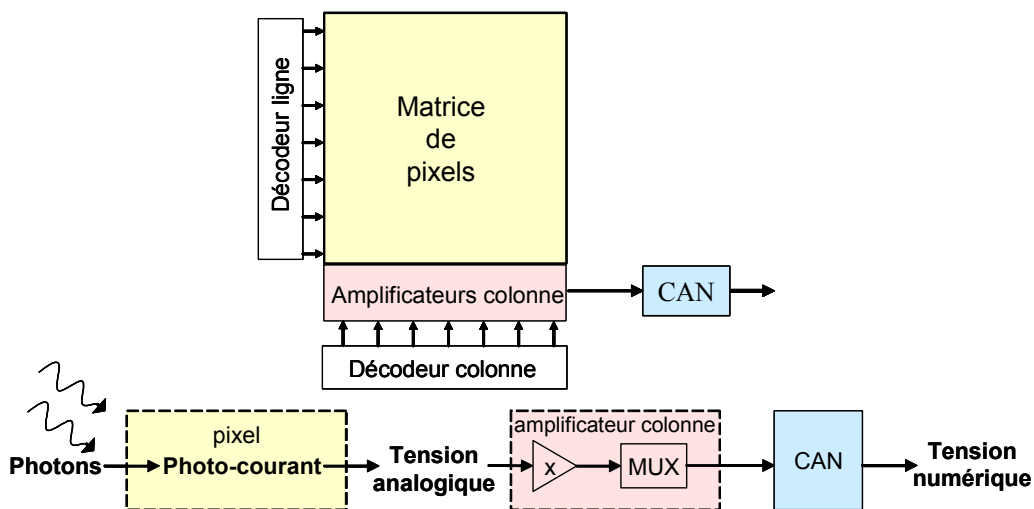 Décodeur ligne
Matrice
de
pixels
Amplificateurs colonne
CAN
Décodeur colonne
pixel
amplificateur colonne
Photons
Photo-courant
Tension
analogique
x
MUX
CAN
Tension
numérique